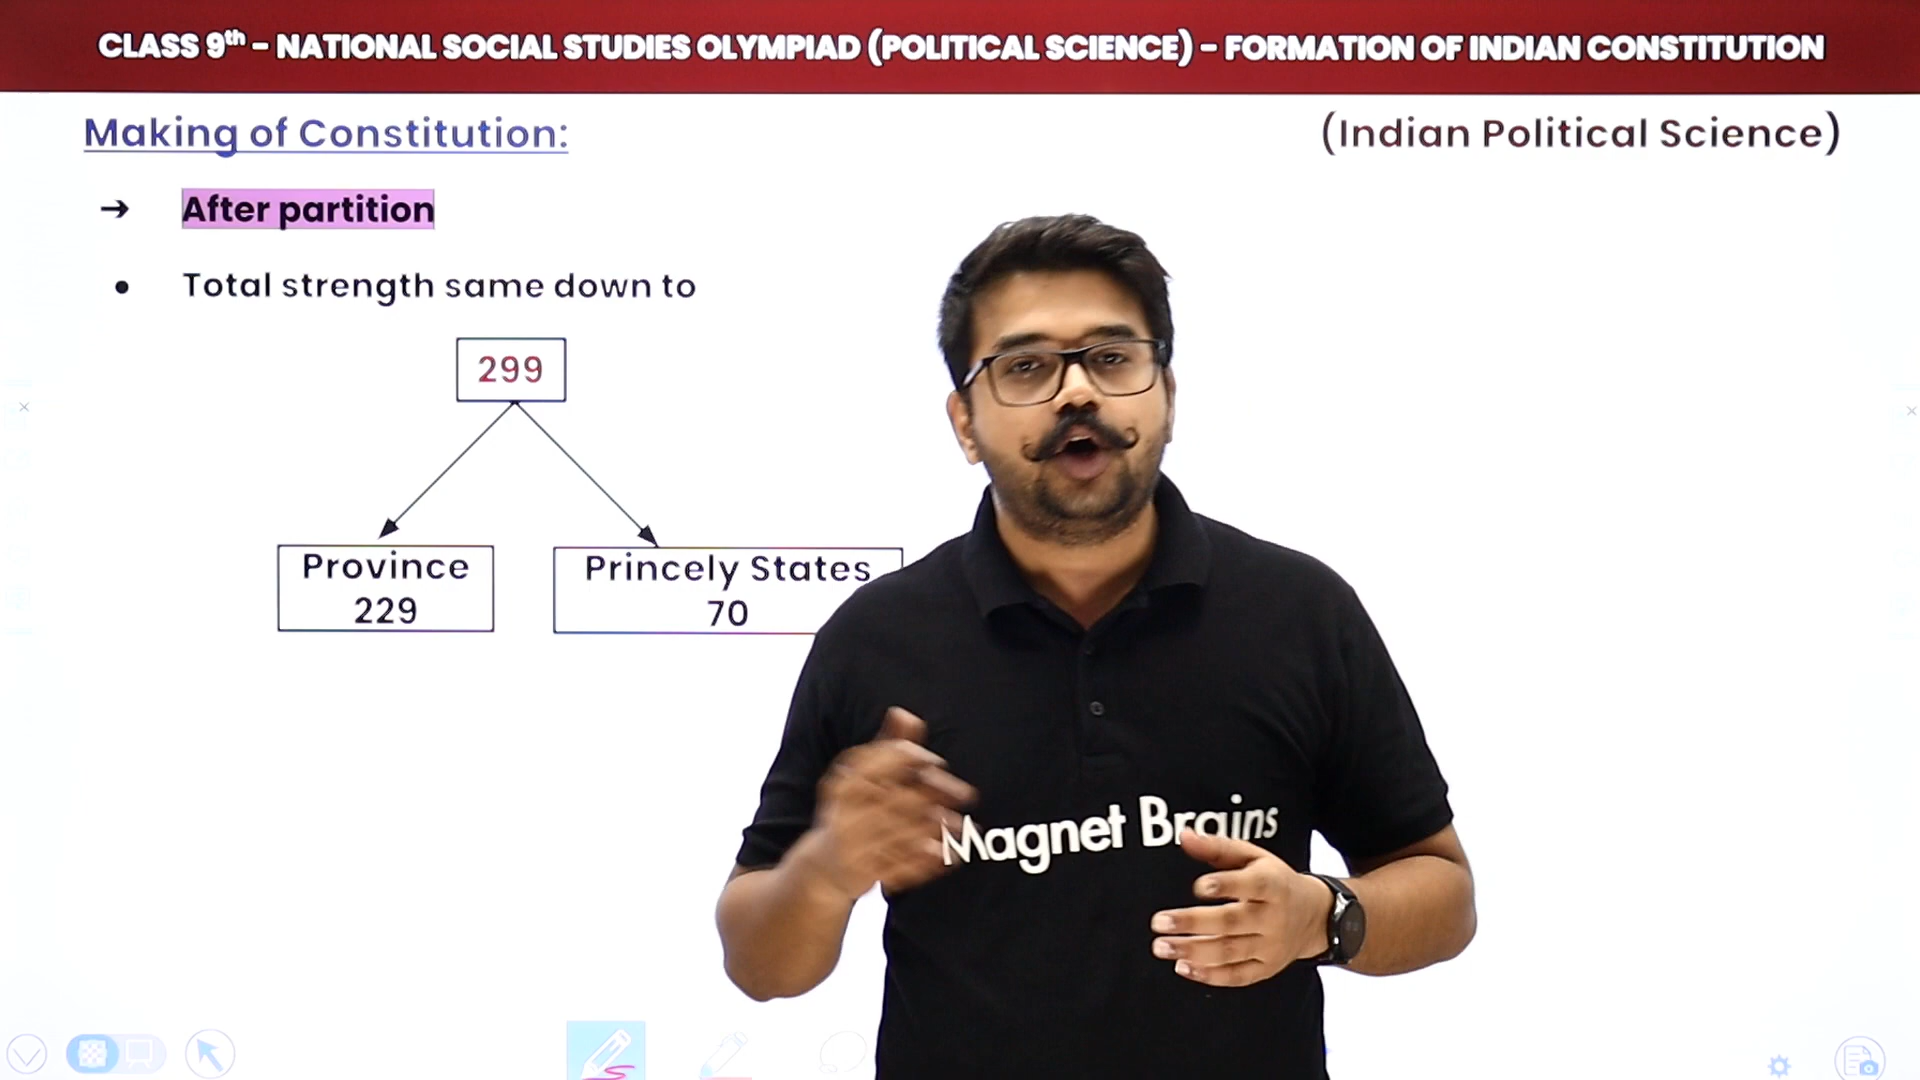 CLASS 9th - NATIONAL SOCIAL STUDIES OLYMPIAD (POLITICAL SCIENCE) - FORMATION OF INDIAN CONSTITUTION
Making of Constitution:
(Indian Political Science)
→ After partition
• Total strength same down to
299
Province
229
Princely States
70
Magnet Brains